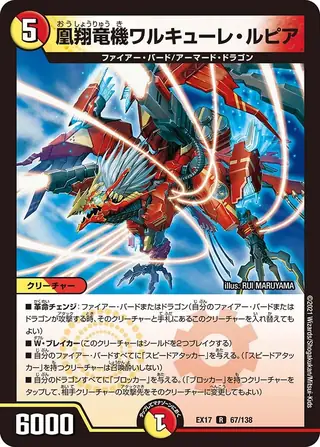 5
おうしょうりゅうき
凰翔竜機ワルキューレ・ルピア
ファイアー・バード/アーマード・ドラゴン
illus. RUI MARUYAMA
クリーチャー
■革命チェンジ:ファイアー・バードまたはドラゴン(自分のファイアー・バードまたは
ドラゴンが攻撃する時、そのクリーチャーと手札にあるこのクリーチャーを入れ替えても
よい)
■W・ブレイカー(このクリーチャーはシールドを2つブレイクする)
■自分のファイアー・バードすべてに「スピードアタッカー」を与える。(「スピードアタッ
カー」を持つクリーチャーは召喚酔いしない)
■自分のドラゴンすべてに「ブロッカー」を与える。(「ブロッカー」を持つクリーチャーを
タップして、相手クリーチャーの攻撃先をそのクリーチャーに変更してもよい)
6000
1
EX17 R 67/138
©2021 Wizards/Shogakukan/Mitsui-Kids